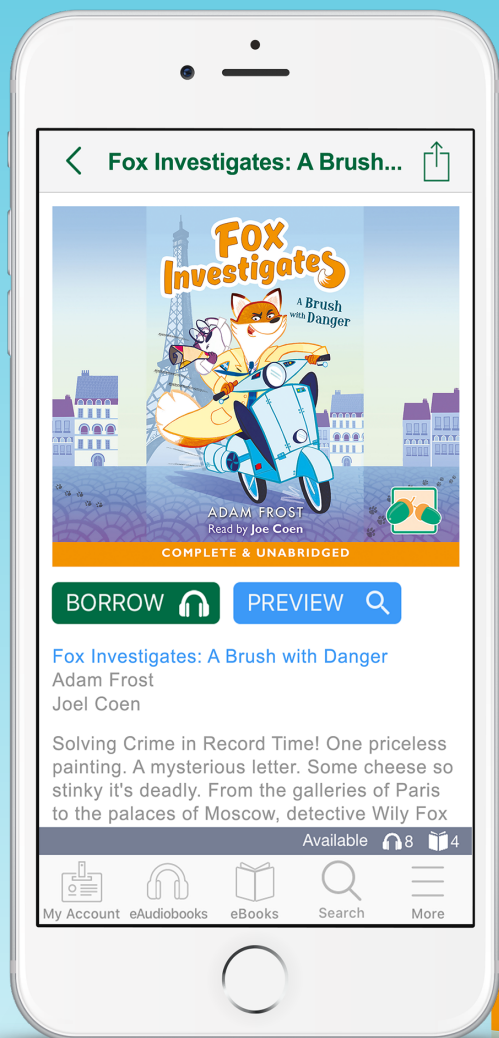 Fox Investigates: A Brush...
FOX
Investigates
A Brush
with Danger
ADAM FROST
Read by Joe Coen
COMPLETE & UNABRIDGED
BORROW
PREVIEW
Fox Investigates: A Brush with Danger
Adam Frost
Joel Coen
Solving Crime in Record Time! One priceless
painting. A mysterious letter. Some cheese so
stinky it's deadly. From the galleries of Paris
to the palaces of Moscow, detective Wily Fox
Available 8 4
My Account eAudiobooks eBooks Search More